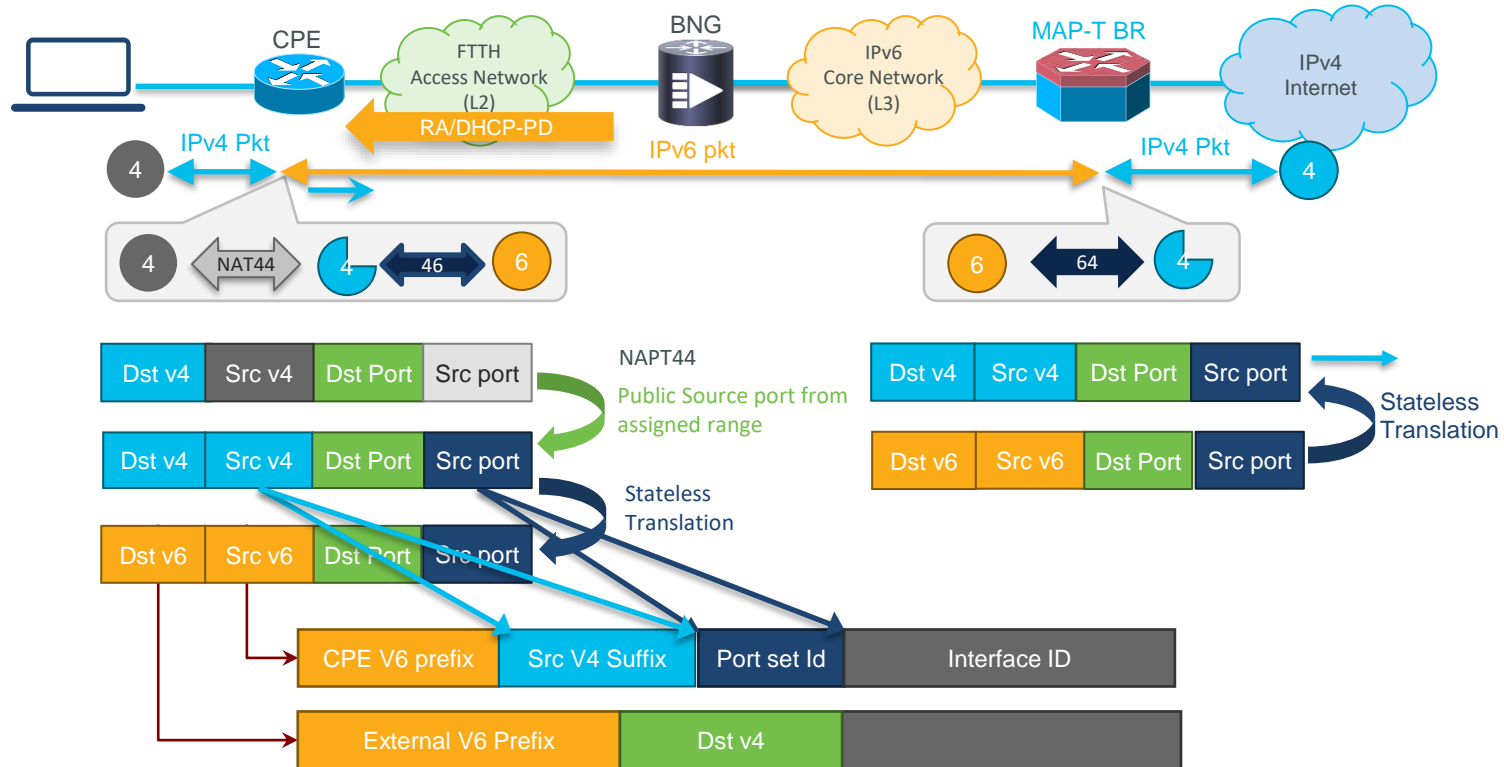 CPE
FTTH
Access Network
(L2)
BNG
IPv6
Core Network
(L3)
MAP-T BR
IPv4
Internet
RA/DHCP-PD
4
IPv4 Pkt
IPv6 pkt
IPv4 Pkt
4
4
NAT44
4
46
6
6
64
4
Dst v4
Src v4
Dst Port
Src port
NAPT44
Public Source port from
assigned range
Dst v4
Src v4
Dst Port
Src port
Stateless
Translation
Dst v6
Src v6
Dst Port
Src port
Dst v4
Src v4
Dst Port
Src port
Stateless
Translation
Dst v6
Src v6
Dst Port
Src port
CPE V6 prefix
Src V4 Suffix
Port set Id
Interface ID
External V6 Prefix
Dst v4